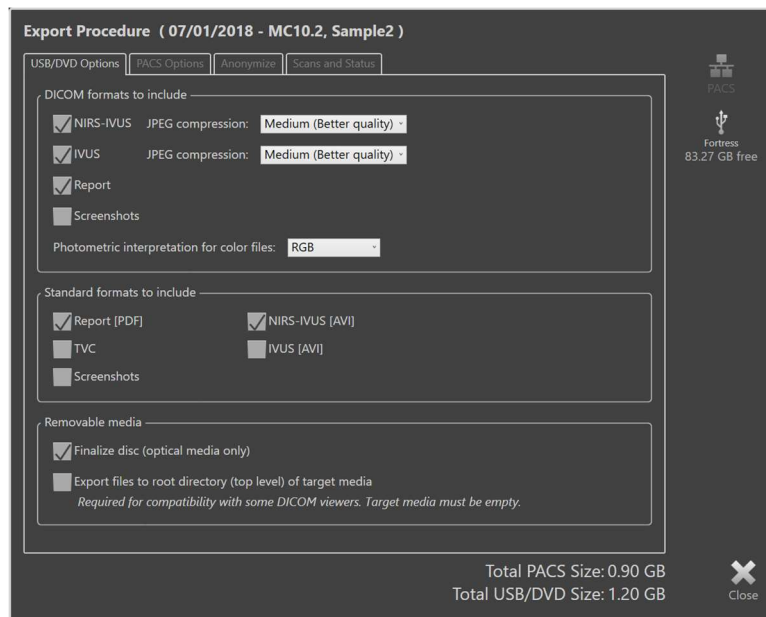 Export Procedure ( 07/01/2018 - MC10.2, Sample2 )
USB/DVD Options PACS Options Anonymize Scans and Status
PACS
Fortress
83.27 GB free
DICOM formats to include
NIRS-IVUS JPEG compression: Medium (Better quality)
IVUS JPEG compression: Medium (Better quality)
Report
Screenshots
Photometric interpretation for color files: RGB
Standard formats to include
Report [PDF] NIRS-IVUS [AVI]
TVC IVUS [AVI]
Screenshots
Removable media
Finalize disc (optical media only)
Export files to root directory (top level) of target media
Required for compatibility with some DICOM viewers. Target media must be empty.
Total PACS Size: 0.90 GB
Total USB/DVD Size: 1.20 GB
Close